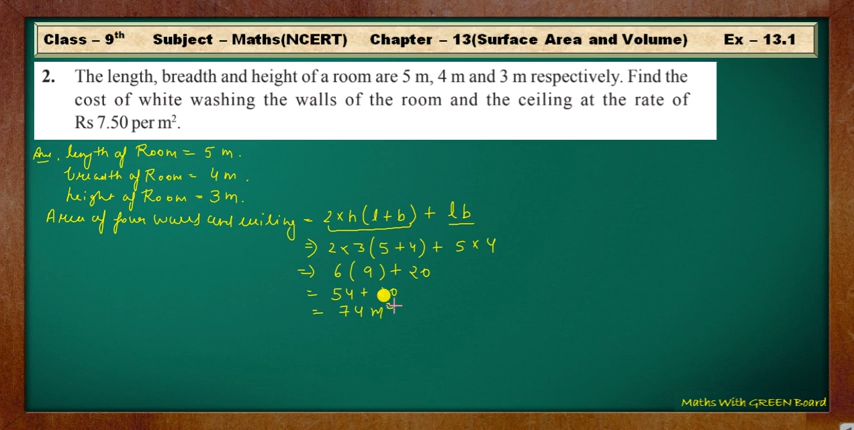 Class – 9th Subject – Maths(NCERT) Chapter – 13(Surface Area and Volume) Ex – 13.1
2. The length, breadth and height of a room are 5 m, 4 m and 3 m respectively. Find the
cost of white washing the walls of the room and the ceiling at the rate of
Rs 7.50 per m².
Ans. length of Room = 5 m.
breadth of Room = 4 m.
height of Room = 3 m.
Area of four walls and ceiling = 2×h(l+b) + lb
⇒ 2×3(5+4) + 5×4
⇒ 6(9)+20
= 54 + 0
= 74 m
Maths With GREEN Board